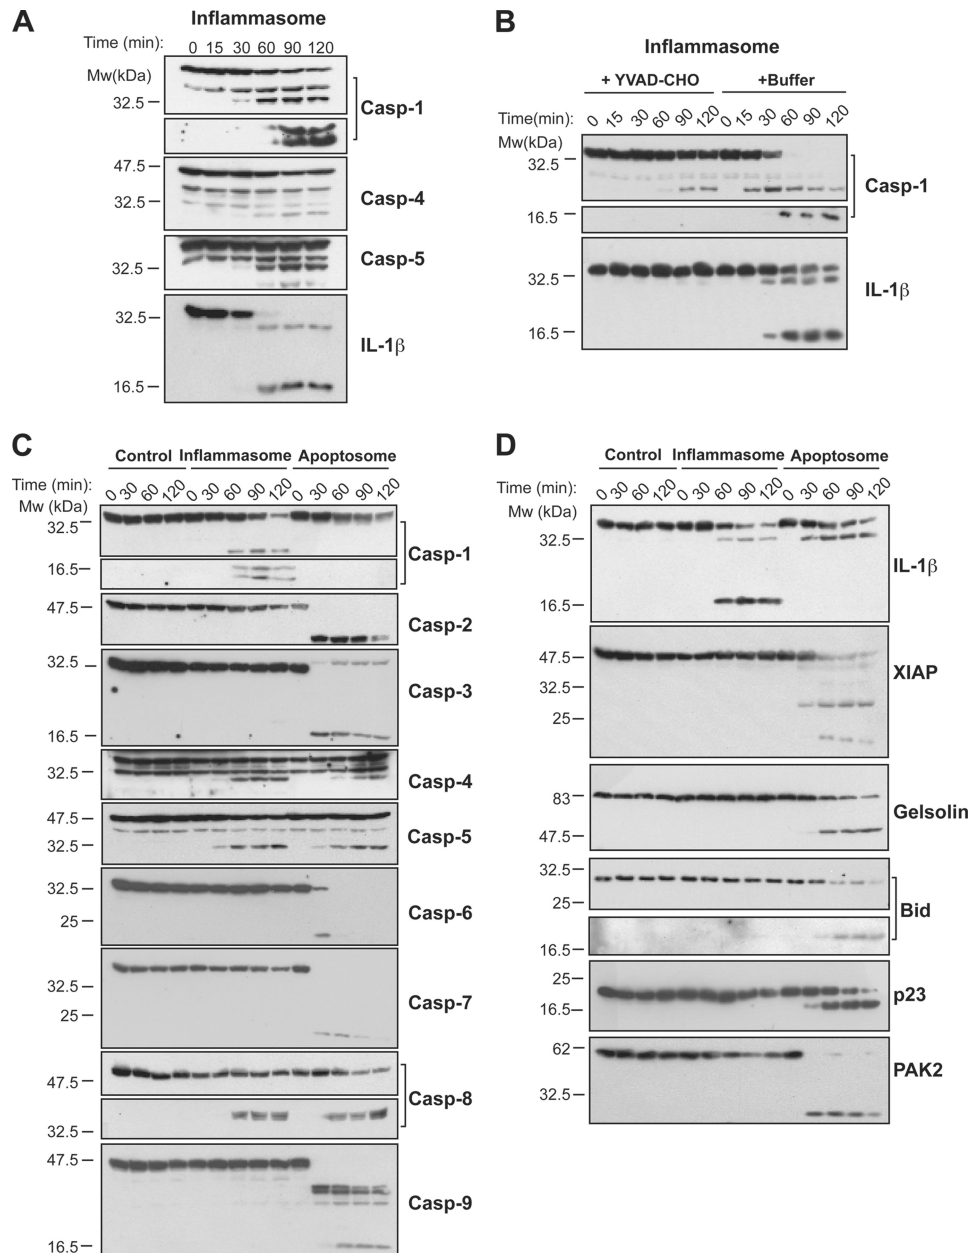 A
Inflammasome
Time (min): 0 15 30 60 90 120
Mw(kDa)
32.5
Casp-1
47.5
32.5
Casp-4
32.5
Casp-5
32.5
16.5
IL-1β
B
Inflammasome
+ YVAD-CHO +Buffer
Time(min): 0 15 30 60 90 120 0 15 30 60 90 120
Mw(kDa)
32.5
16.5
Casp-1
32.5
16.5
IL-1β
C
Control Inflammasome Apoptosome
Time (min): 0 30 60 120 0 30 60 90 120 0 30 60 90 120
Mw (kDa)
32.5
16.5
Casp-1
47.5
Casp-2
32.5
16.5
Casp-3
32.5
Casp-4
47.5
32.5
Casp-5
32.5
25
Casp-6
32.5
25
Casp-7
47.5
32.5
Casp-8
47.5
16.5
Casp-9
D
Control Inflammasome Apoptosome
Time (min): 0 30 60 120 0 30 60 90 120 0 30 60 90 120
Mw (kDa)
32.5
16.5
IL-1β
47.5
32.5
25
XIAP
83
47.5
Gelsolin
32.5
25
16.5
Bid
25
16.5
p23
62
32.5
PAK2